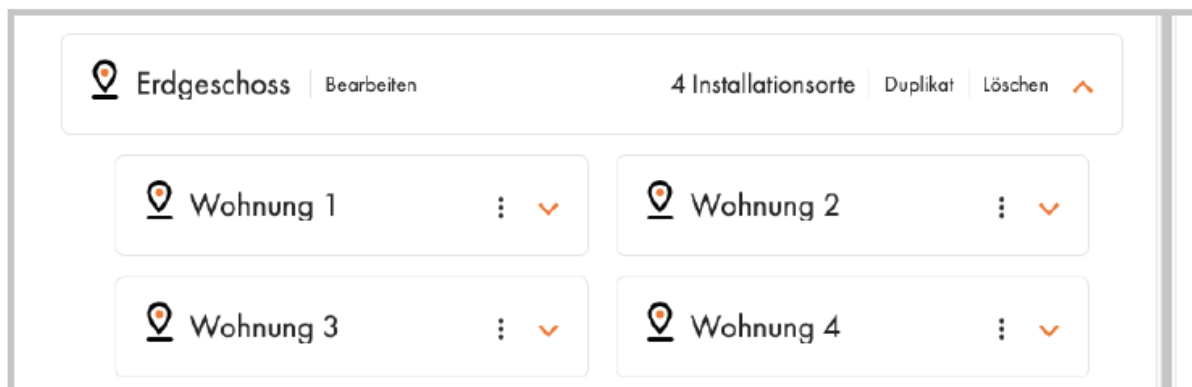 Erdgeschoss Bearbeiten 4 Installationsorte Duplikat Löschen
Wohnung 1 Wohnung 2
Wohnung 3 Wohnung 4